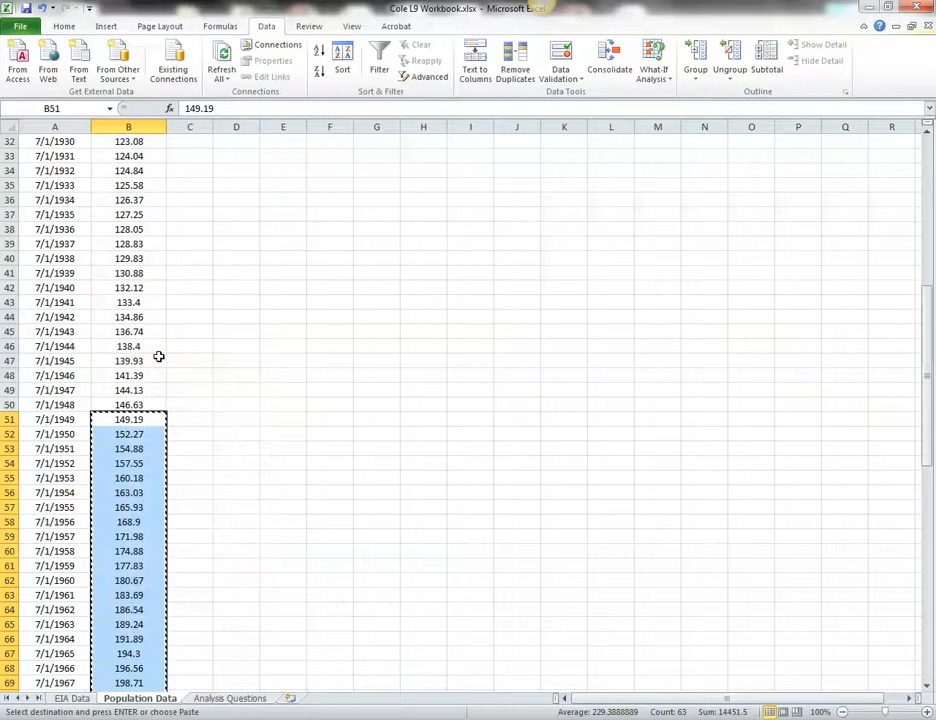 Cole L9 Workbook.xlsx - Microsoft Excel
File Home Insert Page Layout Formulas Data Review View Acrobat
From Access From Web From Text From Other Sources Existing Connections Refresh All Connections Properties Edit Links Sort Filter Clear Reapply Advanced Text to Columns Remove Duplicates Data Validation Consolidate What-If Analysis Group Ungroup Subtotal Show Detail Hide Detail
Get External Data Connections Sort & Filter Data Tools Outline
B51 fx 149.19
A B C D E F G H I J K L M N O P Q R
32 7/1/1930 123.08
33 7/1/1931 124.04
34 7/1/1932 124.84
35 7/1/1933 125.58
36 7/1/1934 126.37
37 7/1/1935 127.25
38 7/1/1936 128.05
39 7/1/1937 128.83
40 7/1/1938 129.83
41 7/1/1939 130.88
42 7/1/1940 132.12
43 7/1/1941 133.4
44 7/1/1942 134.86
45 7/1/1943 136.74
46 7/1/1944 138.4
47 7/1/1945 139.93
48 7/1/1946 141.39
49 7/1/1947 144.13
50 7/1/1948 146.63
51 7/1/1949 149.19
52 7/1/1950 152.27
53 7/1/1951 154.88
54 7/1/1952 157.55
55 7/1/1953 160.18
56 7/1/1954 163.03
57 7/1/1955 165.93
58 7/1/1956 168.9
59 7/1/1957 171.98
60 7/1/1958 174.88
61 7/1/1959 177.83
62 7/1/1960 180.67
63 7/1/1961 183.69
64 7/1/1962 186.54
65 7/1/1963 189.24
66 7/1/1964 191.89
67 7/1/1965 194.3
68 7/1/1966 196.56
69 7/1/1967 198.71
EIA Data Population Data Analysis Questions
Select destination and press ENTER or choose Paste Average: 229.3888889 Count: 63 Sum: 14451.5 100%